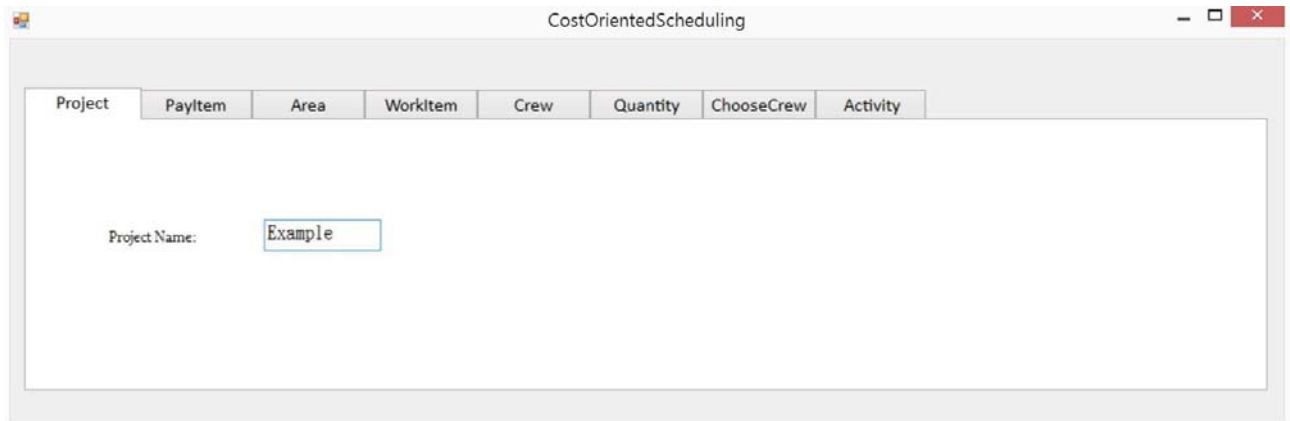 CostOrientedScheduling
Project PayItem Area WorkItem Crew Quantity ChooseCrew Activity
Project Name: Example